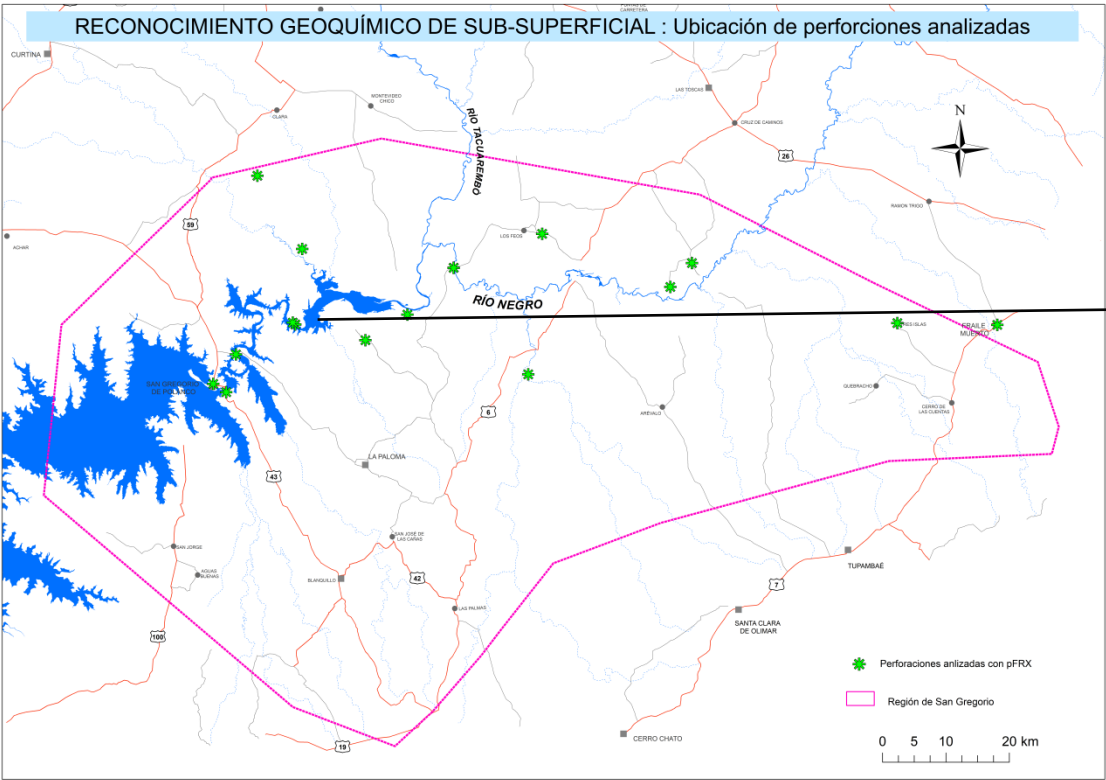 RECONOCIMIENTO GEOQUÍMICO DE SUB-SUPERFICIAL : Ubicación de perforciones analizadas
CARRETERA
CURTINA
MONTEVIDEO
CHICO
CLARA
LAS TOSCAS
CRUZ DE CAMINOS
RÍO TACUAREMBÓ
N
26
RAMON TRIGO
59
ACHAR
LOS FEOS
RÍO NEGRO
TRES ISLAS
FRAILE
MUERTO
SAN GREGORIO
DE POLANCO
QUEBRACHO
CERRO DE
LAS CUENTAS
6
ARÉVALO
LA PALOMA
43
SAN JOSÉ DE
LAS CAÑAS
SAN JORGE
AGUAS
BUENAS
BLANQUILLO
42
TUPAMBAÉ
7
LAS PALMAS
SANTA CLARA
DE OLIMAR
100
Perforaciones anlizadas con pFRX
Región de San Gregorio
CERRO CHATO
19
0 5 10 20 km